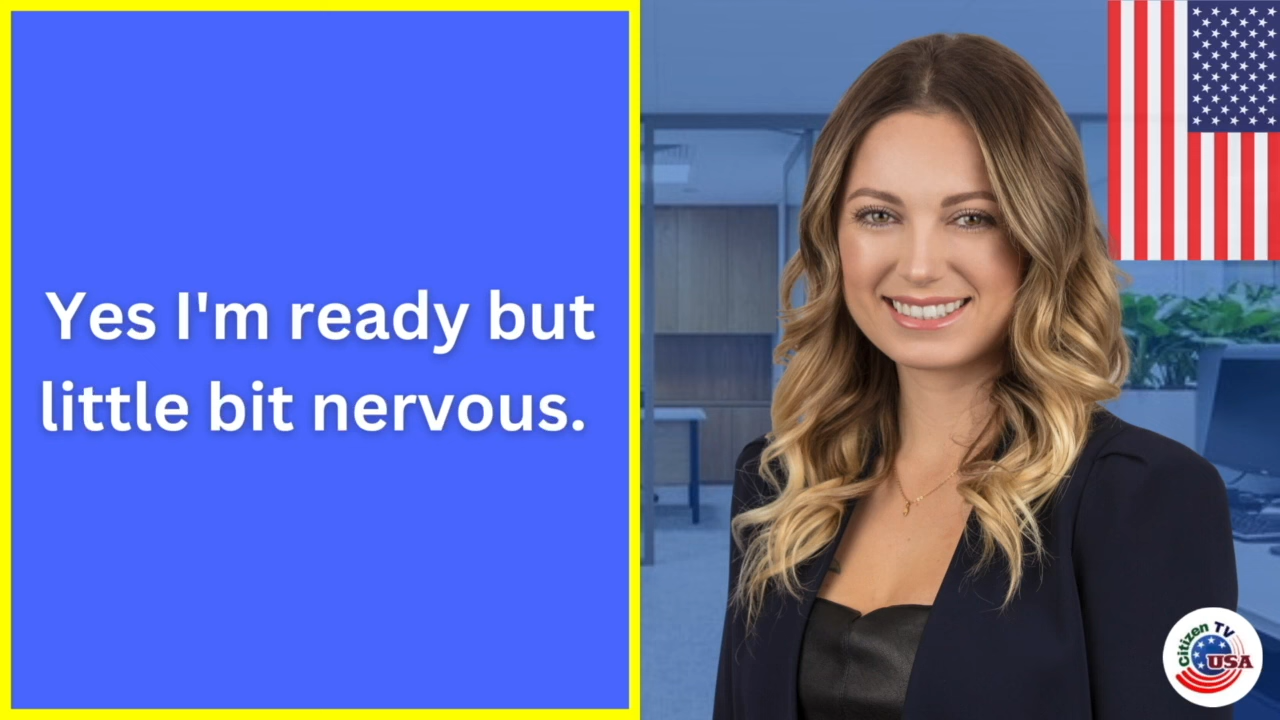 Yes I'm ready but
little bit nervous.
Citizen TV
USA